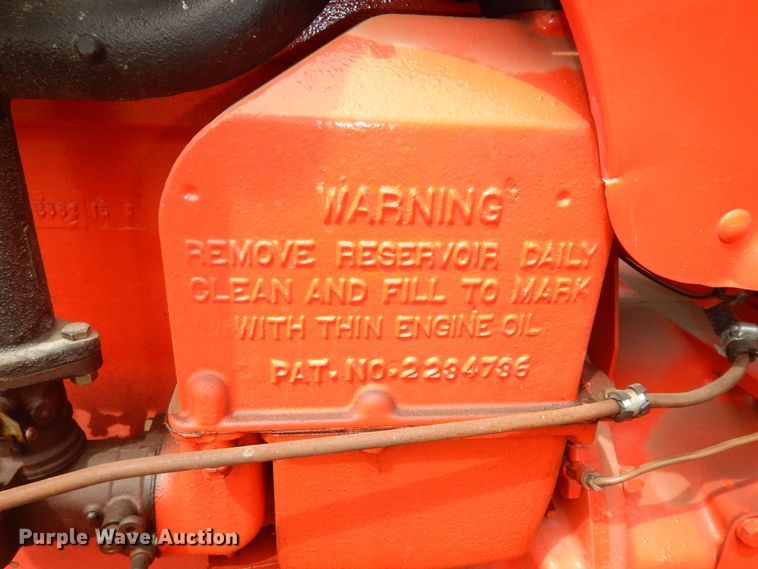 WARNING
REMOVE RESERVOIR DAILY
CLEAN AND FILL TO MARK
WITH THIN ENGINE OIL
PAT. NO. 2234736
Purple Wave Auction